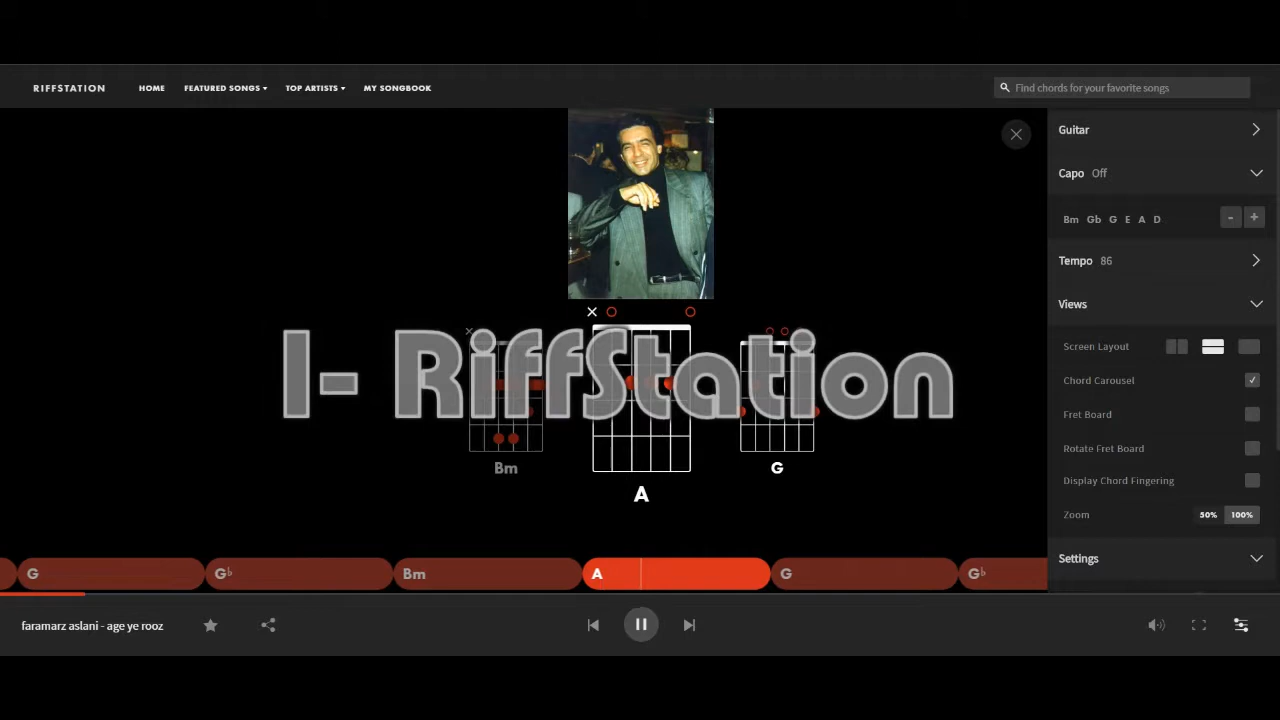 RIFFSTATION HOME FEATURED SONGS TOP ARTISTS MY SONGBOOK Find chords for your favorite songs
Guitar
Capo Off
Bm Gb G E A D - +
Tempo 86
Views
Screen Layout
Chord Carousel
Fret Board
Rotate Fret Board
Display Chord Fingering
Zoom 50% 100%
Settings
1- RiffStation
Bm A G
G G♭ Bm A G G♭
faramarz aslani - age ye rooz